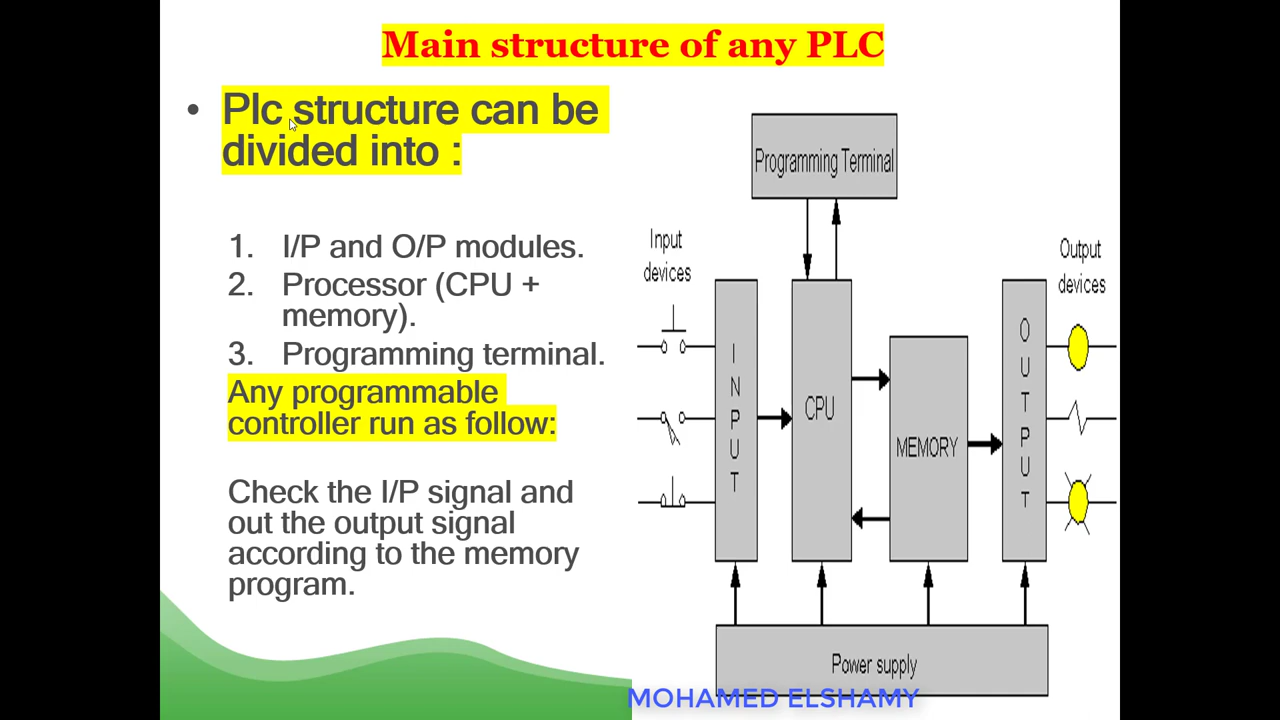 Main structure of any PLC
• Plc structure can be
divided into :
1. I/P and O/P modules.
2. Processor (CPU +
memory).
3. Programming terminal.
Any programmable
controller run as follow:
Check the I/P signal and
out the output signal
according to the memory
program.
Programming Terminal
Input
devices
Output
devices
INPUT
CPU
MEMORY
OUTPUT
Power supply
MOHAMED ELSHAMY